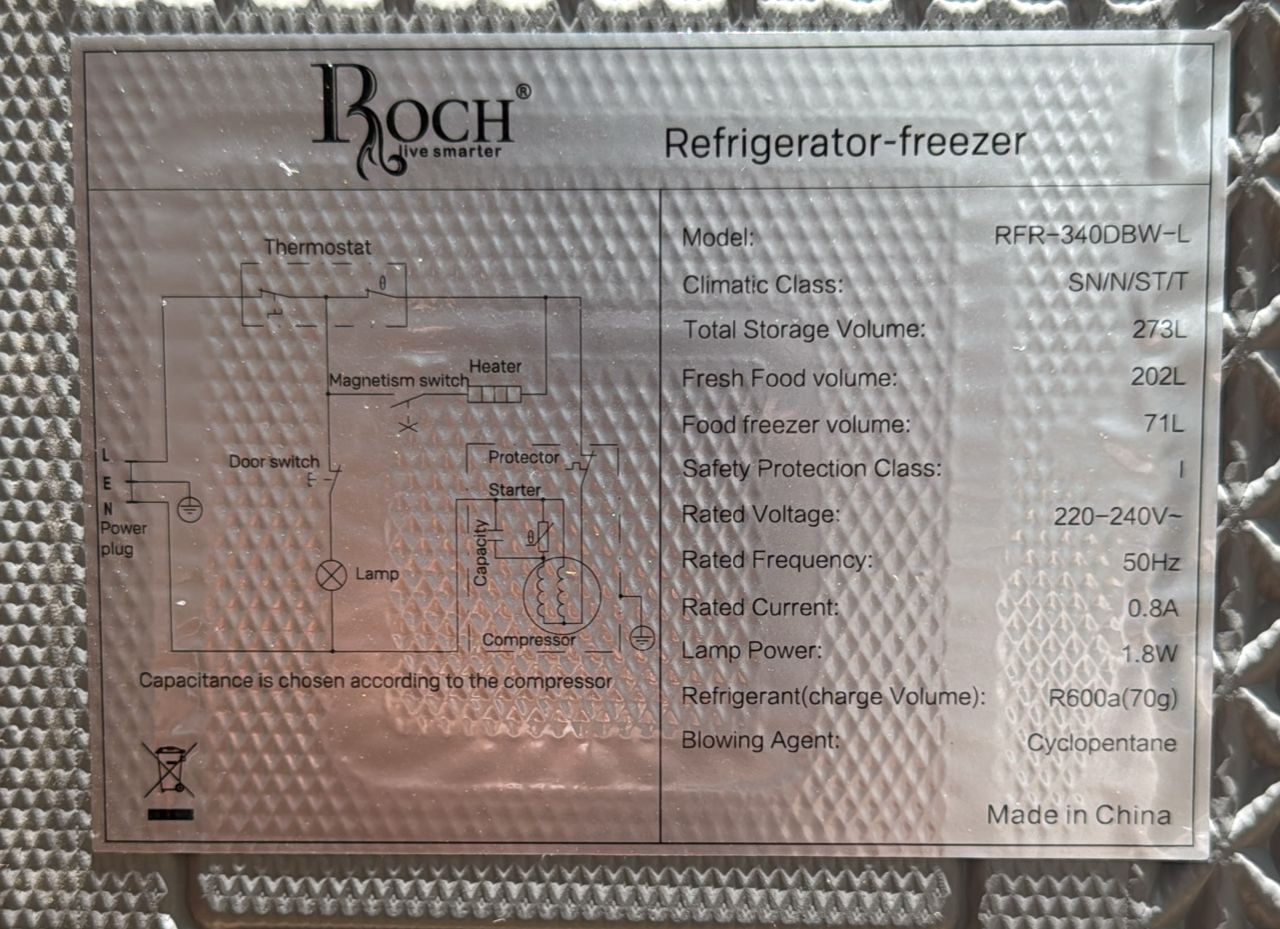 ROCH®
live smarter
Refrigerator-freezer
Thermostat
θ
Magnetism switch
Heater
Door switch
Protector
Starter
Capacity
θ
L
E
N
Power
plug
Lamp
Compressor
Capacitance is chosen according to the compressor
Model: RFR-340DBW-L
Climatic Class: SN/N/ST/T
Total Storage Volume: 273L
Fresh Food volume: 202L
Food freezer volume: 71L
Safety Protection Class: I
Rated Voltage: 220-240V~
Rated Frequency: 50Hz
Rated Current: 0.8A
Lamp Power: 1.8W
Refrigerant(charge Volume): R600a(70g)
Blowing Agent: Cyclopentane
Made in China